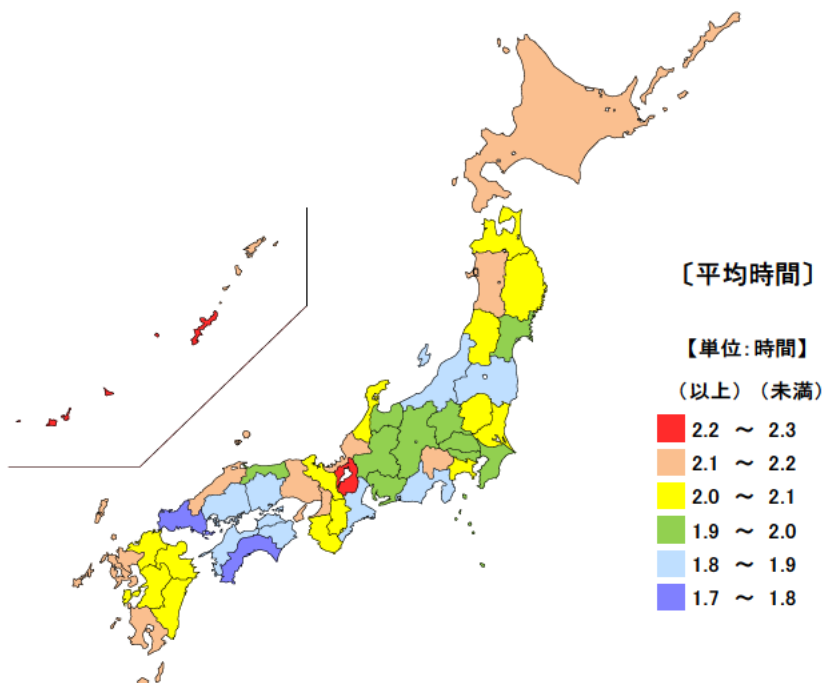 〔平均時間〕
【単位:時間】
(以上)(未満)
2.2 ～ 2.3
2.1 ～ 2.2
2.0 ～ 2.1
1.9 ～ 2.0
1.8 ～ 1.9
1.7 ～ 1.8